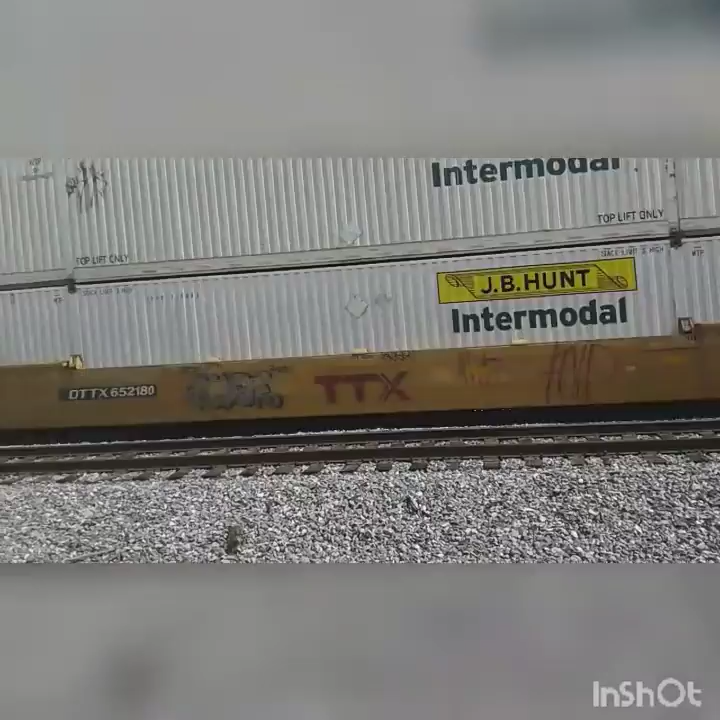 Intermodal
TOP LIFT ONLY
TOP LIFT ONLY
J.B.HUNT
Intermodal
DTTX 652180
TTX
InShOt